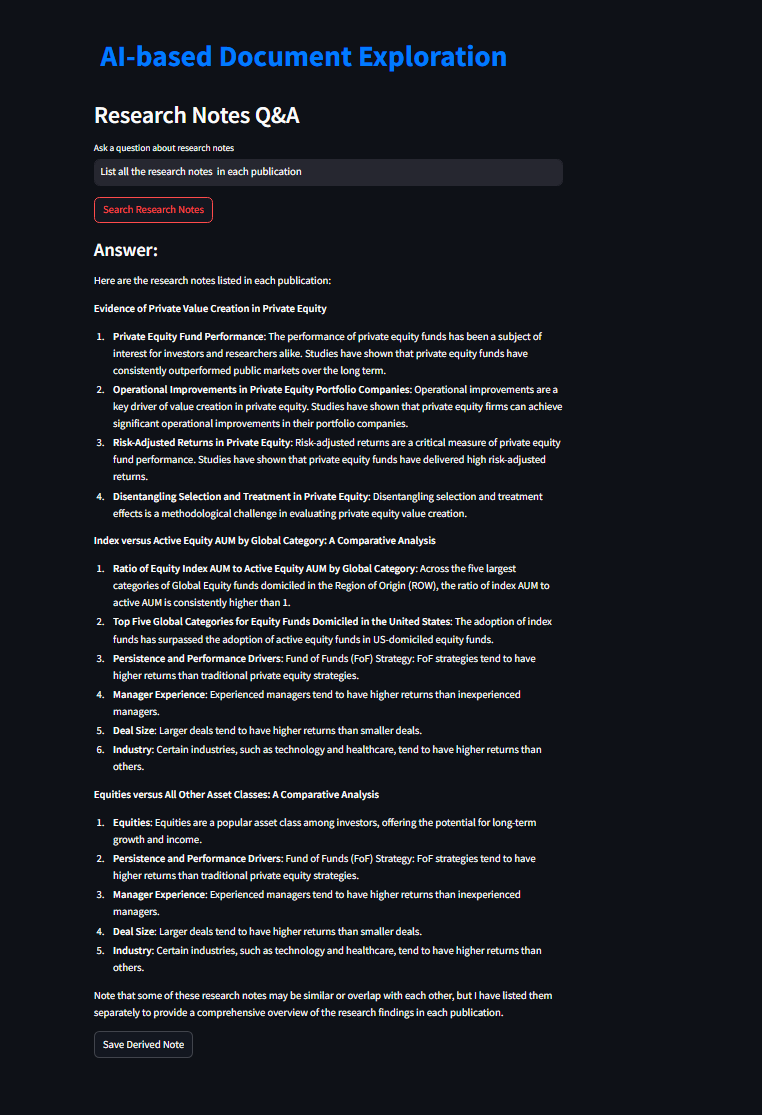 AI-based Document Exploration
Research Notes Q&A
Ask a question about research notes
List all the research notes  in each publication
Search Research Notes
Answer:
Here are the research notes listed in each publication:
Evidence of Private Value Creation in Private Equity
1. Private Equity Fund Performance: The performance of private equity funds has been a subject of
interest for investors and researchers alike. Studies have shown that private equity funds have
consistently outperformed public markets over the long term.
2. Operational Improvements in Private Equity Portfolio Companies: Operational improvements are a
key driver of value creation in private equity. Studies have shown that private equity firms can achieve
significant operational improvements in their portfolio companies.
3. Risk-Adjusted Returns in Private Equity: Risk-adjusted returns are a critical measure of private equity
fund performance. Studies have shown that private equity funds have delivered high risk-adjusted
returns.
4. Disentangling Selection and Treatment in Private Equity: Disentangling selection and treatment
effects is a methodological challenge in evaluating private equity value creation.
Index versus Active Equity AUM by Global Category: A Comparative Analysis
1. Ratio of Equity Index AUM to Active Equity AUM by Global Category: Across the five largest
categories of Global Equity funds domiciled in the Region of Origin (ROW), the ratio of index AUM to
active AUM is consistently higher than 1.
2. Top Five Global Categories for Equity Funds Domiciled in the United States: The adoption of index
funds has surpassed the adoption of active equity funds in US-domiciled equity funds.
3. Persistence and Performance Drivers: Fund of Funds (FoF) Strategy: FoF strategies tend to have
higher returns than traditional private equity strategies.
4. Manager Experience: Experienced managers tend to have higher returns than inexperienced
managers.
5. Deal Size: Larger deals tend to have higher returns than smaller deals.
6. Industry: Certain industries, such as technology and healthcare, tend to have higher returns than
others.
Equities versus All Other Asset Classes: A Comparative Analysis
1. Equities: Equities are a popular asset class among investors, offering the potential for long-term
growth and income.
2. Persistence and Performance Drivers: Fund of Funds (FoF) Strategy: FoF strategies tend to have
higher returns than traditional private equity strategies.
3. Manager Experience: Experienced managers tend to have higher returns than inexperienced
managers.
4. Deal Size: Larger deals tend to have higher returns than smaller deals.
5. Industry: Certain industries, such as technology and healthcare, tend to have higher returns than
others.
Note that some of these research notes may be similar or overlap with each other, but I have listed them
separately to provide a comprehensive overview of the research findings in each publication.
Save Derived Note